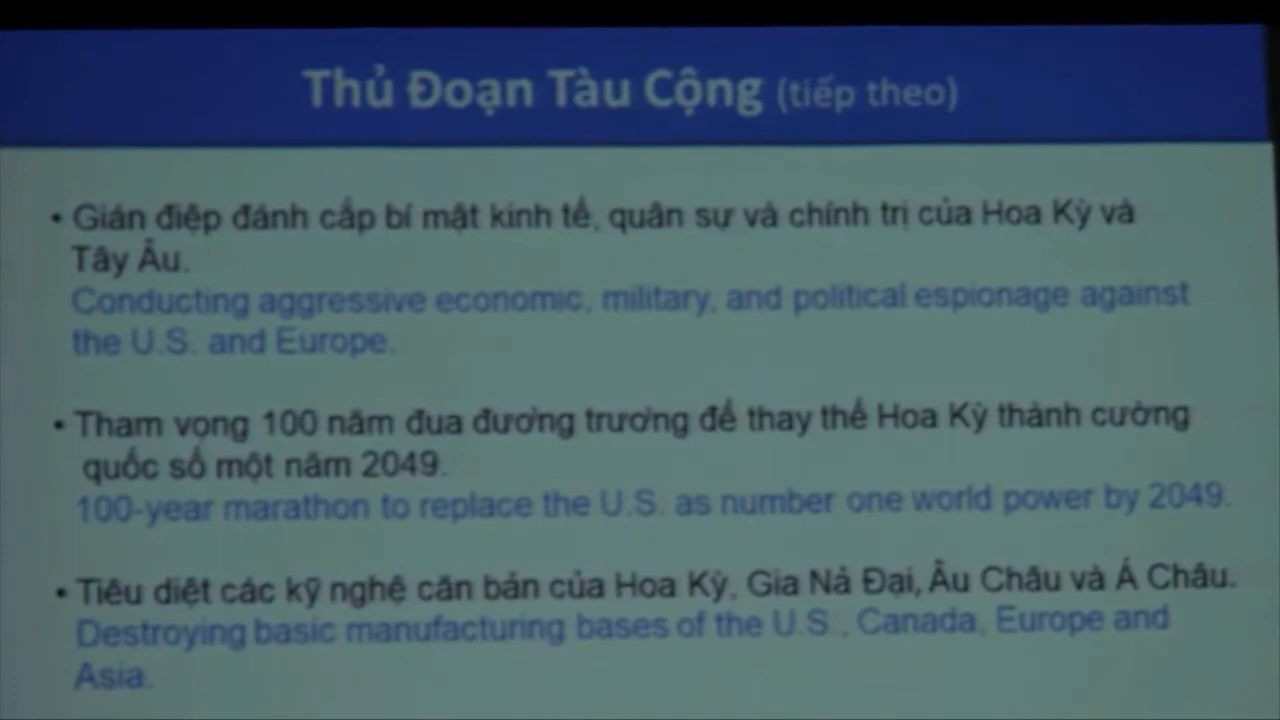 Thủ Đoạn Tàu Cộng (tiếp theo)
• Gián điệp đánh cắp bí mật kinh tế, quân sự và chính trị của Hoa Kỳ và
Tây Âu.
Conducting aggressive economic, military, and political espionage against
the U.S. and Europe.
• Tham vọng 100 năm đua đường trương để thay thế Hoa Kỳ thành cường
quốc số một năm 2049.
100-year marathon to replace the U.S. as number one world power by 2049.
• Tiêu diệt các kỹ nghệ căn bản của Hoa Kỳ, Gia Nả Đại, Âu Châu và Á Châu.
Destroying basic manufacturing bases of the U.S., Canada, Europe and
Asia.